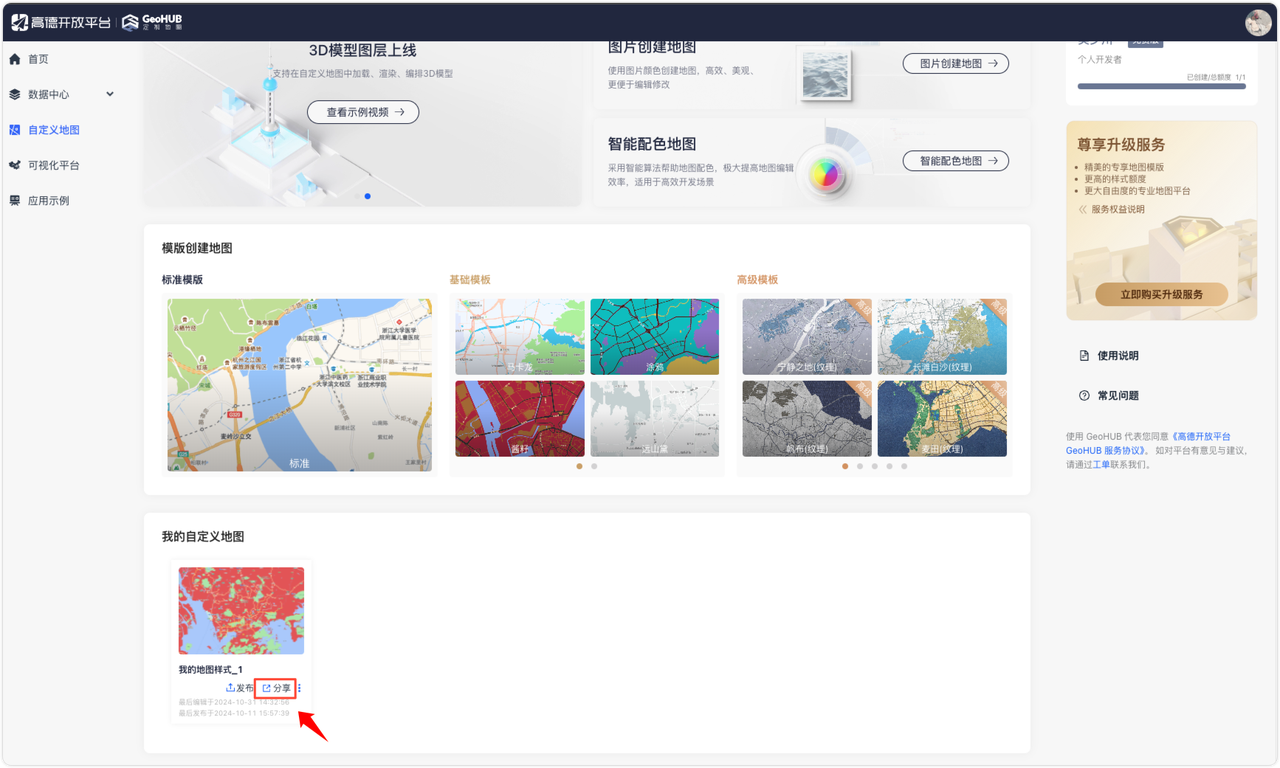 高德开放平台
GeoHUB
定制地图
首页
数据中心
自定义地图
可视化平台
应用示例
3D模型图层上线
支持在自定义地图中加载、渲染、编排3D模型
查看示例视频
图片创建地图
使用图片颜色创建地图，高效、美观、
更便于编辑修改
图片创建地图
智能配色地图
采用智能算法帮助地图配色，极大提高地图编辑
效率，适用于高效开发场景
智能配色地图
个人开发者
已创建/总额度 1/1
尊享升级服务
精美的专享地图模版
更高的样式额度
更大自由度的专业地图平台
服务权益说明
立即购买升级服务
使用说明
常见问题
使用 GeoHUB 代表您同意《高德开放平台
GeoHUB 服务协议》。如对平台有意见与建议，
请通过工单联系我们。
模版创建地图
标准模版
标准
基础模板
马卡龙
涂鸦
茜籽
远山黛
高级模板
宁静之地(纹理)
长滩白沙(纹理)
帆布(纹理)
麦田(纹理)
我的自定义地图
我的地图样式_1
发布
分享
最后编辑于2024-10-31 14:32:56
最后发布于2024-10-11 15:57:39